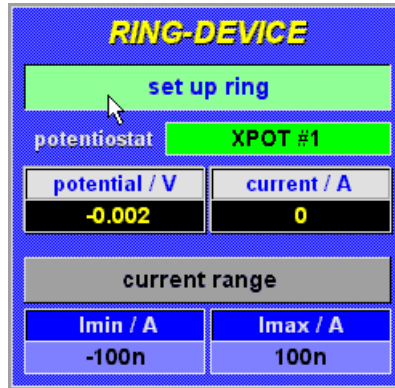 RING-DEVICE
set up ring
potentiostat XPOT #1
potential / V current / A
-0.002 0
current range
Imin / A Imax / A
-100n 100n